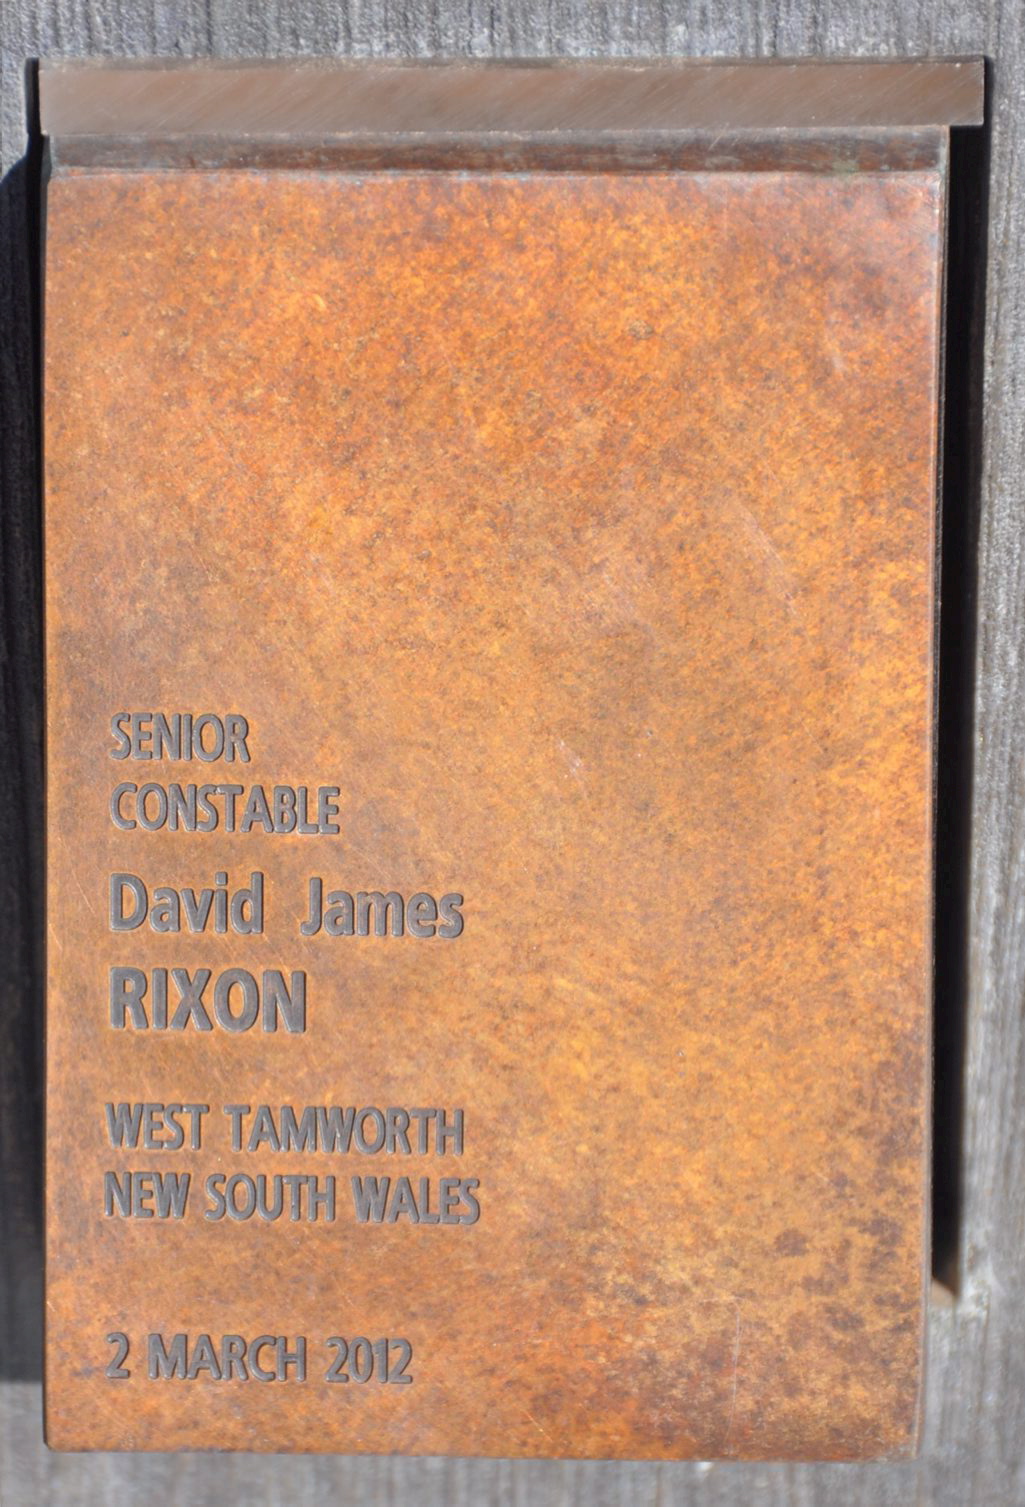 SENIOR
CONSTABLE
David James
RIXON
WEST TAMWORTH
NEW SOUTH WALES
2 MARCH 2012